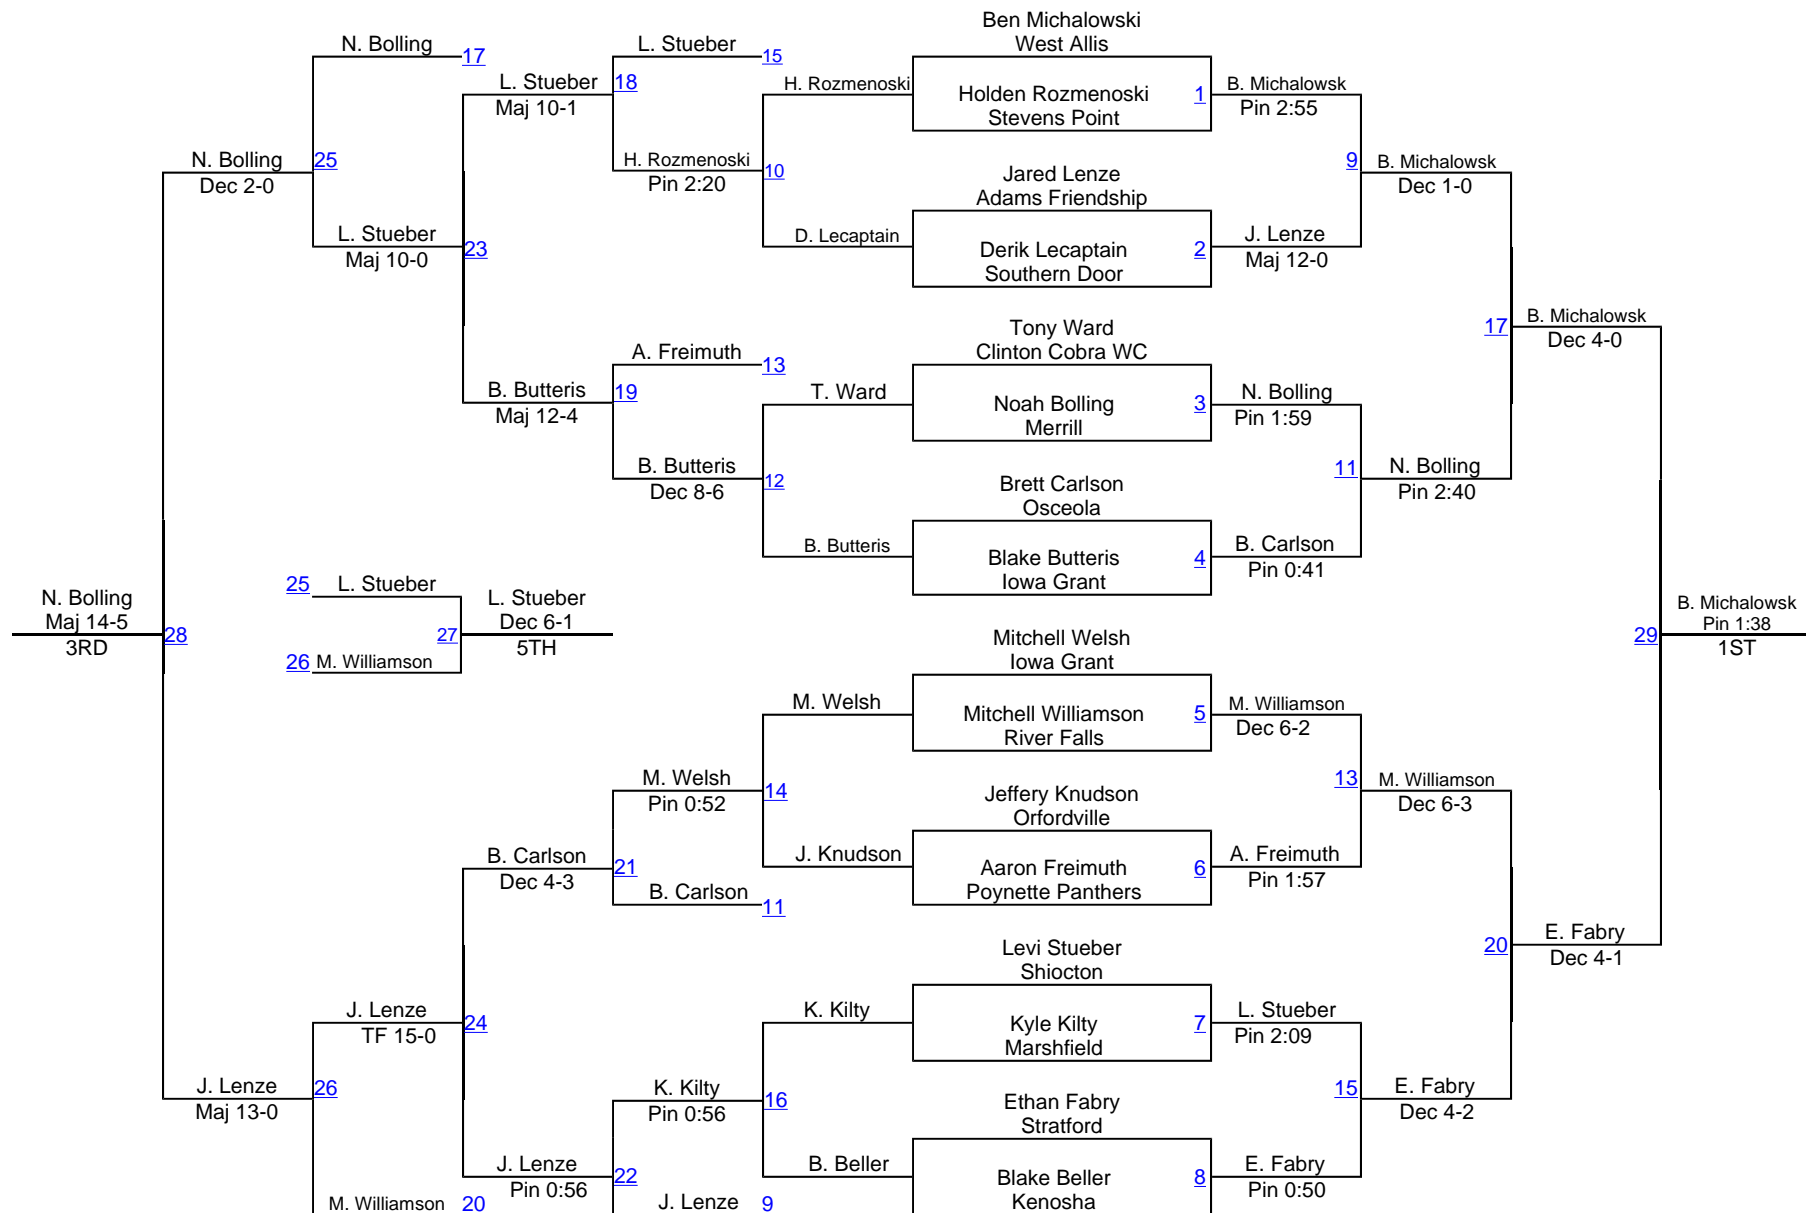 Ben Michalowski
West Allis
N. Bolling
17
L. Stueber
15
L. Stueber
18
Maj 10-1
H. Rozmenoski
Holden Rozmenoski
Stevens Point
1
B. Michalowsk
Pin 2:55
N. Bolling
25
Dec 2-0
H. Rozmenoski
10
Pin 2:20
Jared Lenze
Adams Friendship
9
B. Michalowsk
Dec 1-0
L. Stueber
23
Maj 10-0
D. Lecaptain
Derik Lecaptain
Southern Door
2
J. Lenze
Maj 12-0
Tony Ward
Clinton Cobra WC
17
B. Michalowsk
Dec 4-0
A. Freimuth
13
B. Butteris
19
Maj 12-4
T. Ward
Noah Bolling
Merrill
3
N. Bolling
Pin 1:59
B. Butteris
12
Dec 8-6
Brett Carlson
Osceola
11
N. Bolling
Pin 2:40
B. Butteris
Blake Butteris
Iowa Grant
4
B. Carlson
Pin 0:41
N. Bolling
Maj 14-5
28
3RD
25
L. Stueber
27
L. Stueber
Dec 6-1
5TH
26
M. Williamson
29
B. Michalowsk
Pin 1:38
1ST
Mitchell Welsh
Iowa Grant
M. Welsh
Mitchell Williamson
River Falls
5
M. Williamson
Dec 6-2
M. Welsh
14
Pin 0:52
Jeffery Knudson
Orfordville
13
M. Williamson
Dec 6-3
B. Carlson
21
Dec 4-3
B. Carlson
11
J. Knudson
Aaron Freimuth
Poynette Panthers
6
A. Freimuth
Pin 1:57
Levi Stueber
Shiocton
20
E. Fabry
Dec 4-1
J. Lenze
24
TF 15-0
K. Kilty
Kyle Kilty
Marshfield
7
L. Stueber
Pin 2:09
J. Lenze
26
Maj 13-0
K. Kilty
16
Pin 0:56
Ethan Fabry
Stratford
15
E. Fabry
Dec 4-2
J. Lenze
22
Pin 0:56
B. Beller
Blake Beller
Kenosha
8
E. Fabry
Pin 0:50
M. Williamson
20
J. Lenze
9